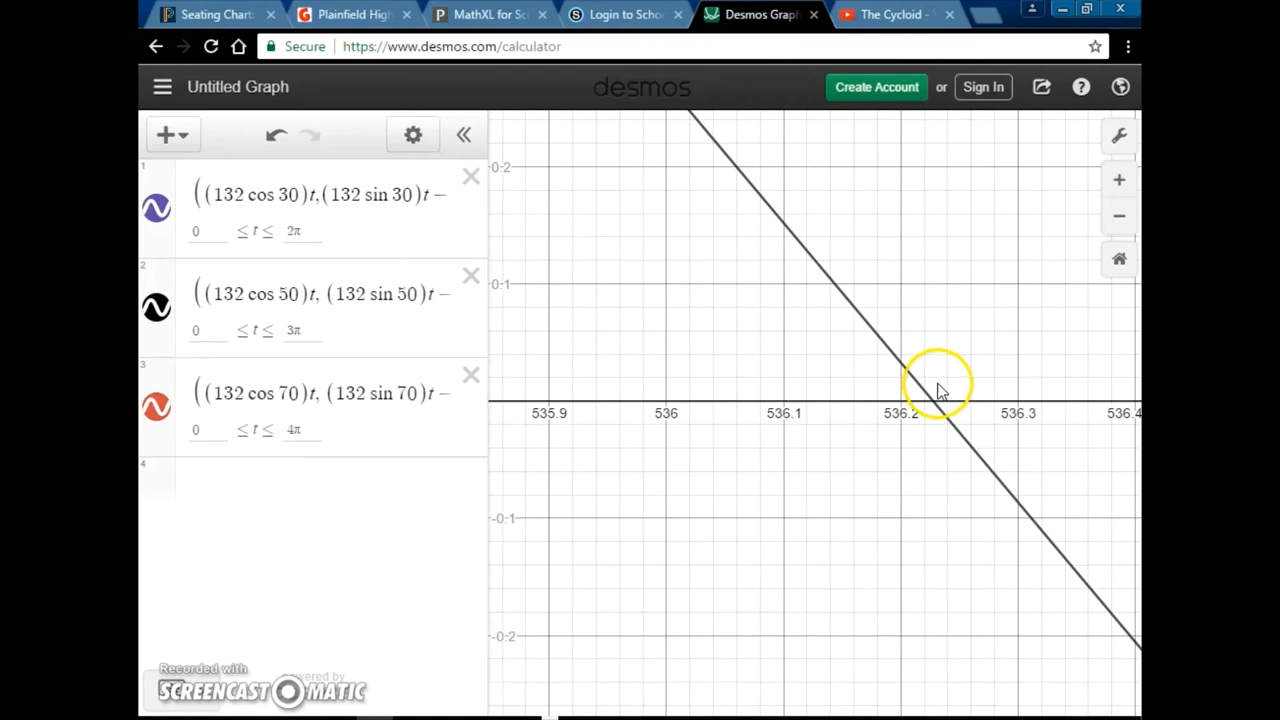 Seating Chart:
Plainfield Hig
MathXL for Sc
Login to Scho
Desmos Graph
The Cycloid -
Secure
https://www.desmos.com/calculator
Untitled Graph
desmos
Create Account or Sign In
1
((132 cos 30)t,(132 sin 30)t −
0 ≤ t ≤ 2π
2
((132 cos 50)t, (132 sin 50)t −
0 ≤ t ≤ 3π
3
((132 cos 70)t, (132 sin 70)t −
0 ≤ t ≤ 4π
4
0.2
0.1
535.9 536 536.1 536.2 536.3 536.4
-0.1
-0.2
powered by
Recorded with
SCREENCAST-O-MATIC